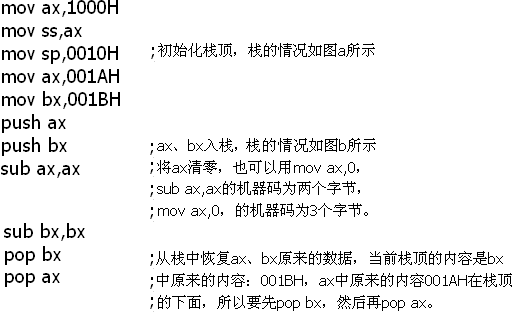 mov ax,1000H
mov ss,ax
mov sp,0010H ;初始化栈顶，栈的情况如图a所示
mov ax,001AH
mov bx,001BH
push ax
push bx ;ax、bx入栈，栈的情况如图b所示
sub ax,ax ;将ax清零，也可以用mov ax,0，
;sub ax,ax的机器码为两个字节，
;mov ax,0，的机器码为3个字节。
sub bx,bx
pop bx ;从栈中恢复ax、bx原来的数据，当前栈顶的内容是bx
pop ax ;中原来的内容：001BH，ax中原来的内容001AH在栈顶
;的下面，所以要先pop bx，然后再pop ax。